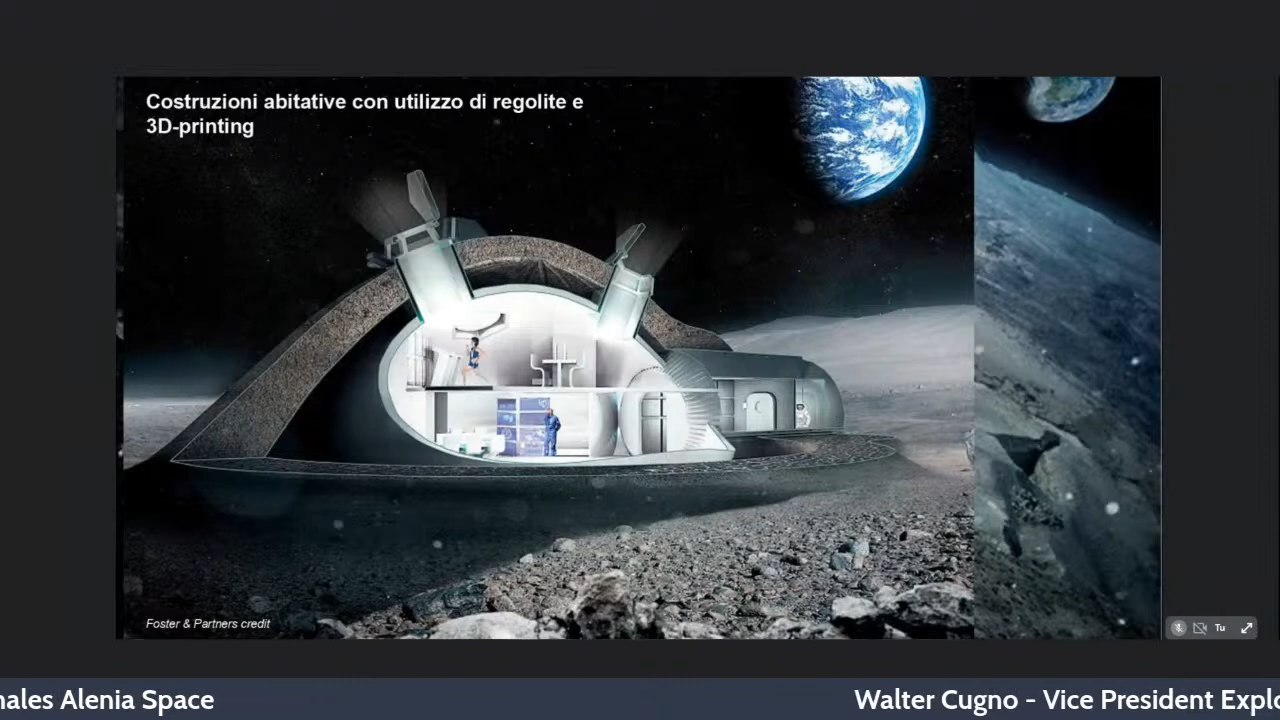 Costruzioni abitative con utilizzo di regolite e
3D-printing
Foster & Partners credit
Tu
nales Alenia Space
Walter Cugno - Vice President Explo